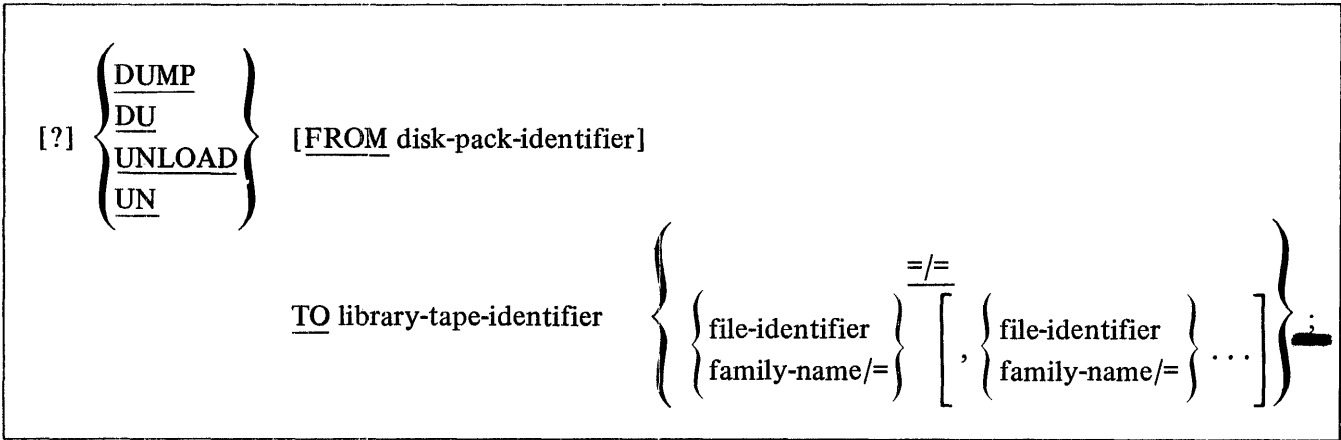 DUMP
DU
[?] UNLOAD [FROM disk-pack-identifier]
UN
=/=
TO library-tape-identifier { { file-identifier } [ , { file-identifier } ... ] } ;
family-name/= family-name/=